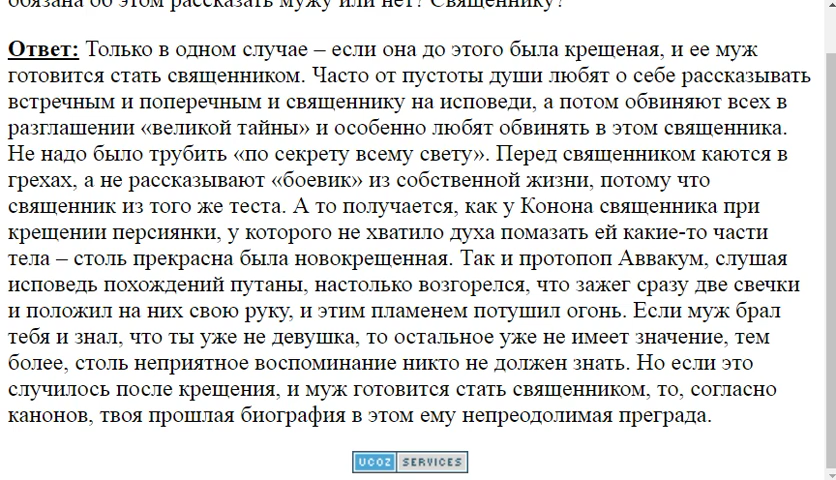 обязана об этом рассказать мужу или нет? Священнику?
Ответ: Только в одном случае – если она до этого была крещеная, и ее муж
готовится стать священником. Часто от пустоты души любят о себе рассказывать
встречным и поперечным и священнику на исповеди, а потом обвиняют всех в
разглашении «великой тайны» и особенно любят обвинять в этом священника.
Не надо было трубить «по секрету всему свету». Перед священником каются в
грехах, а не рассказывают «боевик» из собственной жизни, потому что
священник из того же теста. А то получается, как у Конона священника при
крещении персиянки, у которого не хватило духа помазать ей какие-то части
тела – столь прекрасна была новокрещенная. Так и протопоп Аввакум, слушая
исповедь похождений путаны, настолько возгорелся, что зажег сразу две свечки
и положил на них свою руку, и этим пламенем потушил огонь. Если муж брал
тебя и знал, что ты уже не девушка, то остальное уже не имеет значение, тем
более, столь неприятное воспоминание никто не должен знать. Но если это
случилось после крещения, и муж готовится стать священником, то, согласно
канонов, твоя прошлая биография в этом ему непреодолимая преграда.
UCOZ SERVICES